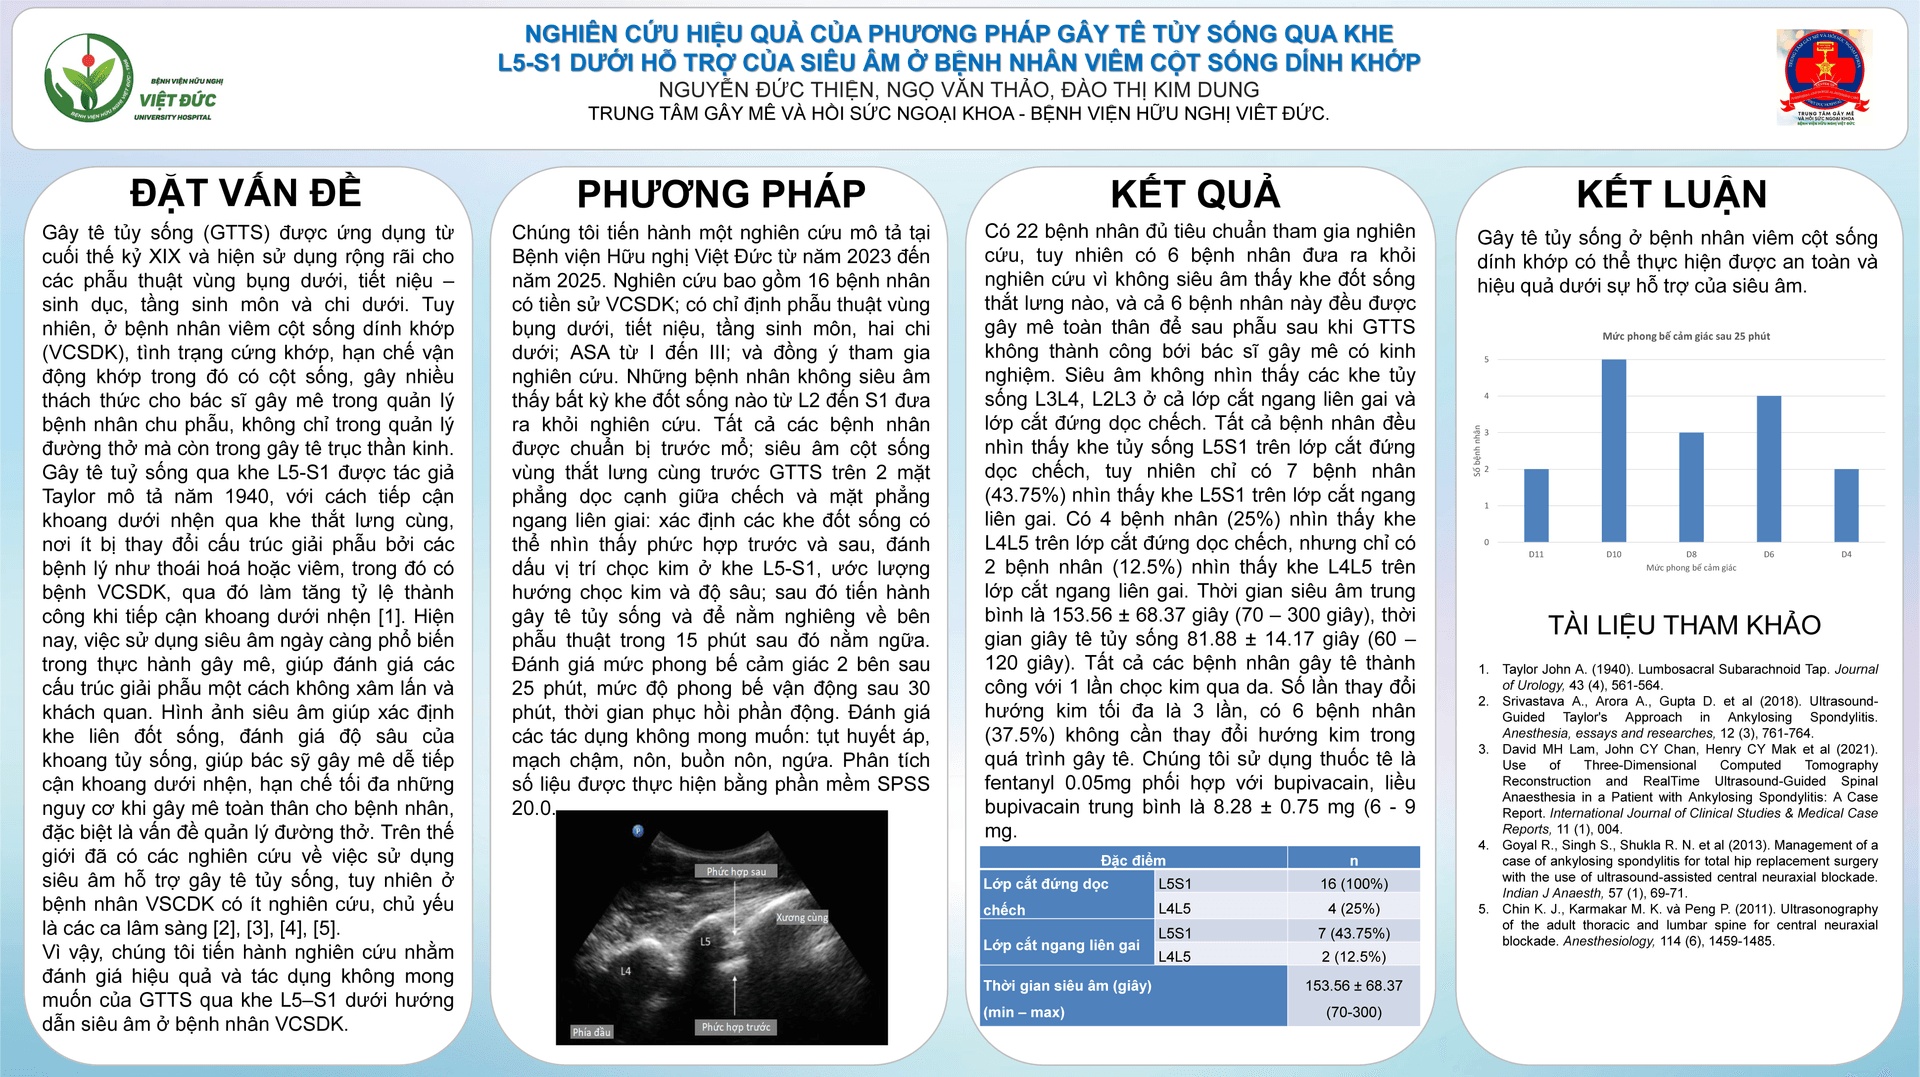 NGHIÊN CỨU HIỆU QUẢ CỦA PHƯƠNG PHÁP GÂY TÊ TỦY SỐNG QUA KHE
L5-S1 DƯỚI HỖ TRỢ CỦA SIÊU ÂM Ở BỆNH NHÂN VIÊM CỘT SỐNG DÍNH KHỚP
NGUYỄN ĐỨC THIỆN, NGỌ VĂN THẢO, ĐÀO THỊ KIM DUNG
TRUNG TÂM GÂY MÊ VÀ HỒI SỨC NGOẠI KHOA - BỆNH VIỆN HỮU NGHỊ VIẾT ĐỨC.
BỆNH VIỆN HỮU NGHỊ
VIỆT ĐỨC
UNIVERSITY HOSPITAL
TRUNG TÂM GÂY MÊ
VÀ HỒI SỨC NGOẠI KHOA
BỆNH VIỆN HỮU NGHỊ VIỆT ĐỨC
ĐẶT VẤN ĐỀ
Gây tê tủy sống (GTTS) được ứng dụng từ
cuối thế kỷ XIX và hiện sử dụng rộng rãi cho
các phẫu thuật vùng bụng dưới, tiết niệu –
sinh dục, tầng sinh môn và chi dưới. Tuy
nhiên, ở bệnh nhân viêm cột sống dính khớp
(VCSDK), tình trạng cứng khớp, hạn chế vận
động khớp trong đó có cột sống, gây nhiều
thách thức cho bác sĩ gây mê trong quản lý
bệnh nhân chu phẫu, không chỉ trong quản lý
đường thở mà còn trong gây tê trục thần kinh.
Gây tê tuỷ sống qua khe L5-S1 được tác giả
Taylor mô tả năm 1940, với cách tiếp cận
khoang dưới nhện qua khe thắt lưng cùng,
nơi ít bị thay đổi cấu trúc giải phẫu bởi các
bệnh lý như thoái hoá hoặc viêm, trong đó có
bệnh VCSDK, qua đó làm tăng tỷ lệ thành
công khi tiếp cận khoang dưới nhện [1]. Hiện
nay, việc sử dụng siêu âm ngày càng phổ biến
trong thực hành gây mê, giúp đánh giá các
cấu trúc giải phẫu một cách không xâm lấn và
khách quan. Hình ảnh siêu âm giúp xác định
khe liên đốt sống, đánh giá độ sâu của
khoang tủy sống, giúp bác sỹ gây mê dễ tiếp
cận khoang dưới nhện, hạn chế tối đa những
nguy cơ khi gây mê toàn thân cho bệnh nhân,
đặc biệt là vấn đề quản lý đường thở. Trên thế
giới đã có các nghiên cứu về việc sử dụng
siêu âm hỗ trợ gây tê tủy sống, tuy nhiên ở
bệnh nhân VSCDK có ít nghiên cứu, chủ yếu
là các ca lâm sàng [2], [3], [4], [5].
Vì vậy, chúng tôi tiến hành nghiên cứu nhằm
đánh giá hiệu quả và tác dụng không mong
muốn của GTTS qua khe L5–S1 dưới hướng
dẫn siêu âm ở bệnh nhân VCSDK.
PHƯƠNG PHÁP
Chúng tôi tiến hành một nghiên cứu mô tả tại
Bệnh viện Hữu nghị Việt Đức từ năm 2023 đến
năm 2025. Nghiên cứu bao gồm 16 bệnh nhân
có tiền sử VCSDK; có chỉ định phẫu thuật vùng
bụng dưới, tiết niệu, tầng sinh môn, hai chi
dưới; ASA từ I đến III; và đồng ý tham gia
nghiên cứu. Những bệnh nhân không siêu âm
thấy bất kỳ khe đốt sống nào từ L2 đến S1 đưa
ra khỏi nghiên cứu. Tất cả các bệnh nhân
được chuẩn bị trước mổ; siêu âm cột sống
vùng thắt lưng cùng trước GTTS trên 2 mặt
phẳng dọc cạnh giữa chếch và mặt phẳng
ngang liên giai: xác định các khe đốt sống có
thể nhìn thấy phức hợp trước và sau, đánh
dấu vị trí chọc kim ở khe L5-S1, ước lượng
hướng chọc kim và độ sâu; sau đó tiến hành
gây tê tủy sống và để nằm nghiêng về bên
phẫu thuật trong 15 phút sau đó nằm ngữa.
Đánh giá mức phong bế cảm giác 2 bên sau
25 phút, mức độ phong bế vận động sau 30
phút, thời gian phục hồi phần động. Đánh giá
các tác dụng không mong muốn: tụt huyết áp,
mạch chậm, nôn, buồn nôn, ngứa. Phân tích
số liệu được thực hiện bằng phần mềm SPSS
20.0.
P
Phức hợp sau
Xương cùng
L5
L4
Phía đầu
Phức hợp trước
KẾT QUẢ
Có 22 bệnh nhân đủ tiêu chuẩn tham gia nghiên
cứu, tuy nhiên có 6 bệnh nhân đưa ra khỏi
nghiên cứu vì không siêu âm thấy khe đốt sống
thắt lưng nào, và cả 6 bệnh nhân này đều được
gây mê toàn thân để sau phẫu sau khi GTTS
không thành công bới bác sĩ gây mê có kinh
nghiệm. Siêu âm không nhìn thấy các khe tủy
sống L3L4, L2L3 ở cả lớp cắt ngang liên gai và
lớp cắt đứng dọc chếch. Tất cả bệnh nhân đều
nhìn thấy khe tủy sống L5S1 trên lớp cắt đứng
dọc chếch, tuy nhiên chỉ có 7 bệnh nhân
(43.75%) nhìn thấy khe L5S1 trên lớp cắt ngang
liên gai. Có 4 bệnh nhân (25%) nhìn thấy khe
L4L5 trên lớp cắt đứng dọc chếch, nhưng chỉ có
2 bệnh nhân (12.5%) nhìn thấy khe L4L5 trên
lớp cắt ngang liên gai. Thời gian siêu âm trung
bình là 153.56 ± 68.37 giây (70 – 300 giây), thời
gian giây tê tủy sống 81.88 ± 14.17 giây (60 –
120 giây). Tất cả các bệnh nhân gây tê thành
công với 1 lần chọc kim qua da. Số lần thay đổi
hướng kim tối đa là 3 lần, có 6 bệnh nhân
(37.5%) không cần thay đổi hướng kim trong
quá trình gây tê. Chúng tôi sử dụng thuốc tê là
fentanyl 0.05mg phối hợp với bupivacain, liều
bupivacain trung bình là 8.28 ± 0.75 mg (6 - 9
mg.
Đặc điểm n
Lớp cắt đứng dọc chếch L5S1 16 (100%)
L4L5 4 (25%)
Lớp cắt ngang liên gai L5S1 7 (43.75%)
L4L5 2 (12.5%)
Thời gian siêu âm (giây) 153.56 ± 68.37
(min – max) (70-300)
KẾT LUẬN
Gây tê tủy sống ở bệnh nhân viêm cột sống
dính khớp có thể thực hiện được an toàn và
hiệu quả dưới sự hỗ trợ của siêu âm.
Mức phong bế cảm giác sau 25 phút
5
4
3
2
1
0
Số bệnh nhân
D11 D10 D8 D6 D4
Mức phong bế cảm giác
TÀI LIỆU THAM KHẢO
1. Taylor John A. (1940). Lumbosacral Subarachnoid Tap. Journal
of Urology, 43 (4), 561-564.
2. Srivastava A., Arora A., Gupta D. et al (2018). Ultrasound-
Guided Taylor's Approach in Ankylosing Spondylitis.
Anesthesia, essays and researches, 12 (3), 761-764.
3. David MH Lam, John CY Chan, Henry CY Mak et al (2021).
Use of Three-Dimensional Computed Tomography
Reconstruction and RealTime Ultrasound-Guided Spinal
Anaesthesia in a Patient with Ankylosing Spondylitis: A Case
Report. International Journal of Clinical Studies & Medical Case
Reports, 11 (1), 004.
4. Goyal R., Singh S., Shukla R. N. et al (2013). Management of a
case of ankylosing spondylitis for total hip replacement surgery
with the use of ultrasound-assisted central neuraxial blockade.
Indian J Anaesth, 57 (1), 69-71.
5. Chin K. J., Karmakar M. K. và Peng P. (2011). Ultrasonography
of the adult thoracic and lumbar spine for central neuraxial
blockade. Anesthesiology, 114 (6), 1459-1485.